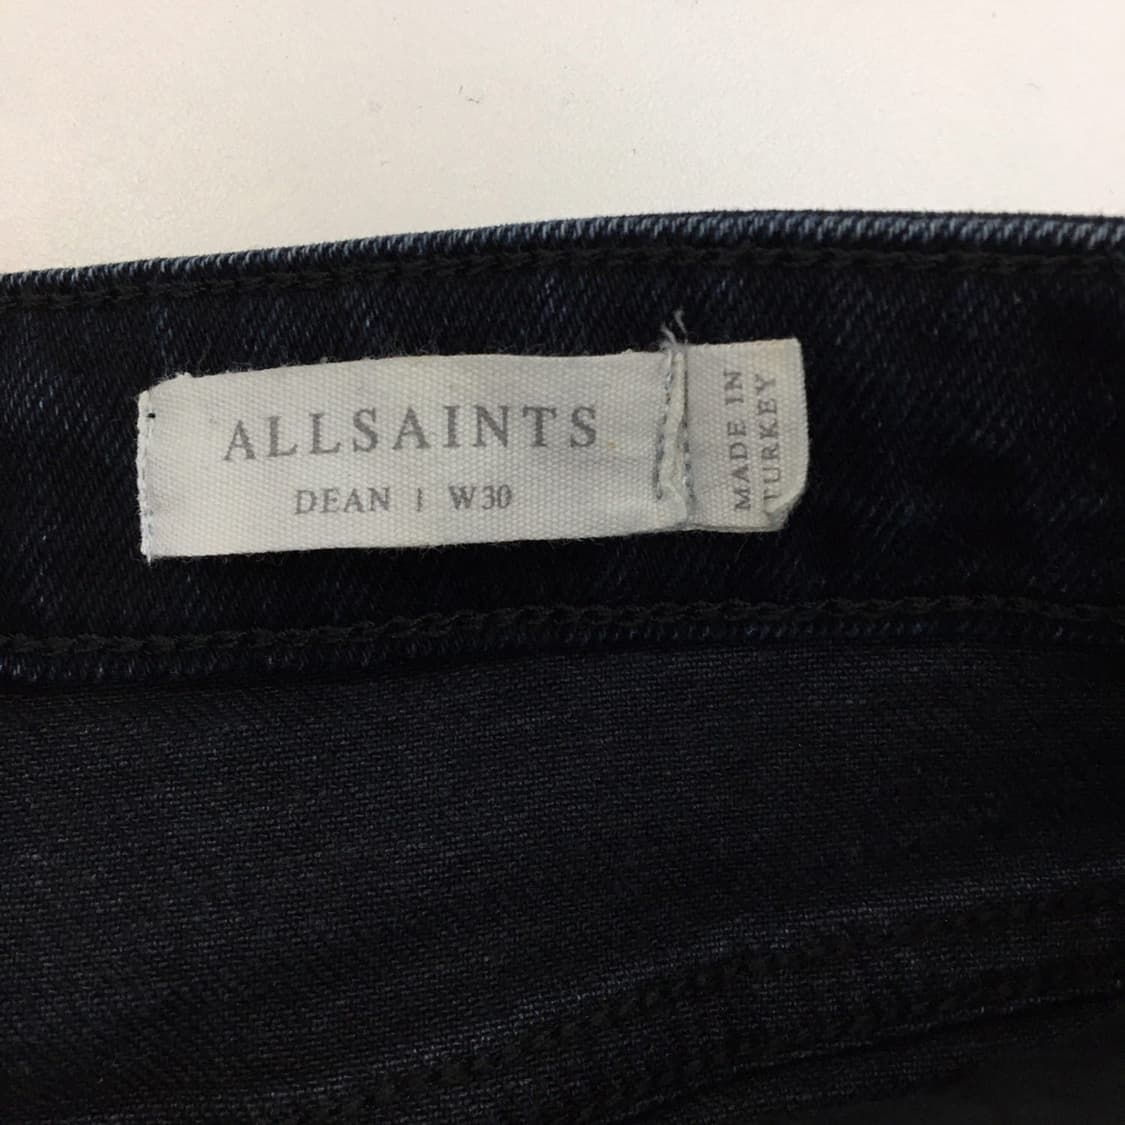 ALLSAINTS
DEAN | W30
MADE IN
TURKEY